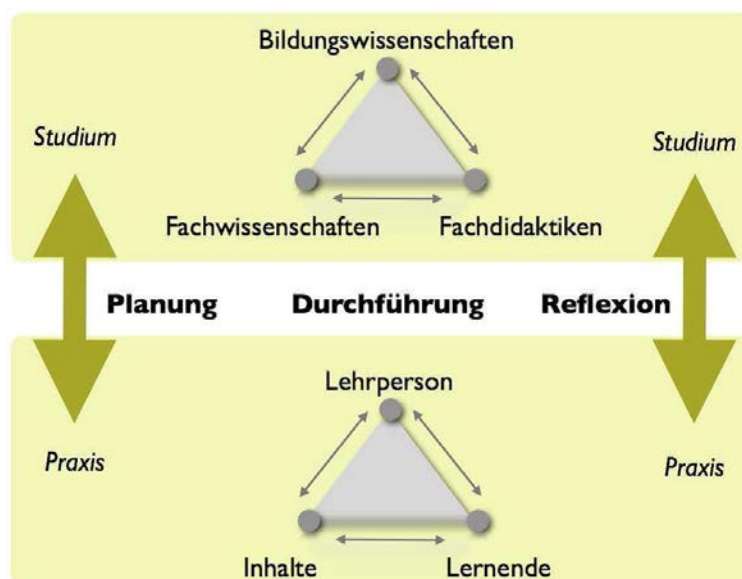 Bildungswissenschaften
Studium
Studium
Fachwissenschaften
Fachdidaktiken
Planung
Durchführung
Reflexion
Lehrperson
Praxis
Praxis
Inhalte
Lernende